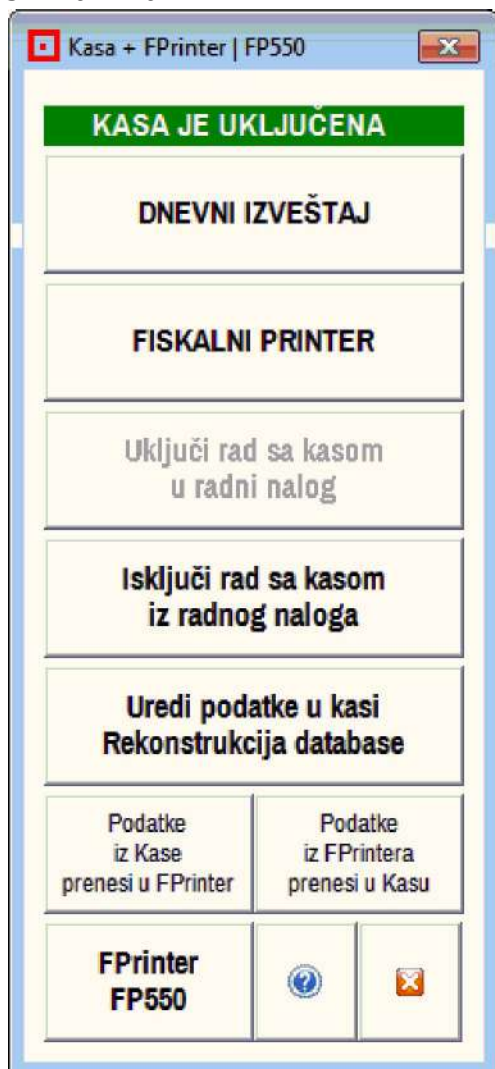 Kasa + FPrinter | FP550
KASA JE UKLJUČENA
DNEVNI IZVEŠTAJ
FISKALNI PRINTER
Uključi rad sa kasom
u radni nalog
Isključi rad sa kasom
iz radnog naloga
Uredi podatke u kasi
Rekonstrukcija database
Podatke
iz Kase
prenesi u FPrinter
Podatke
iz FPrintera
prenesi u Kasu
FPrinter
FP550